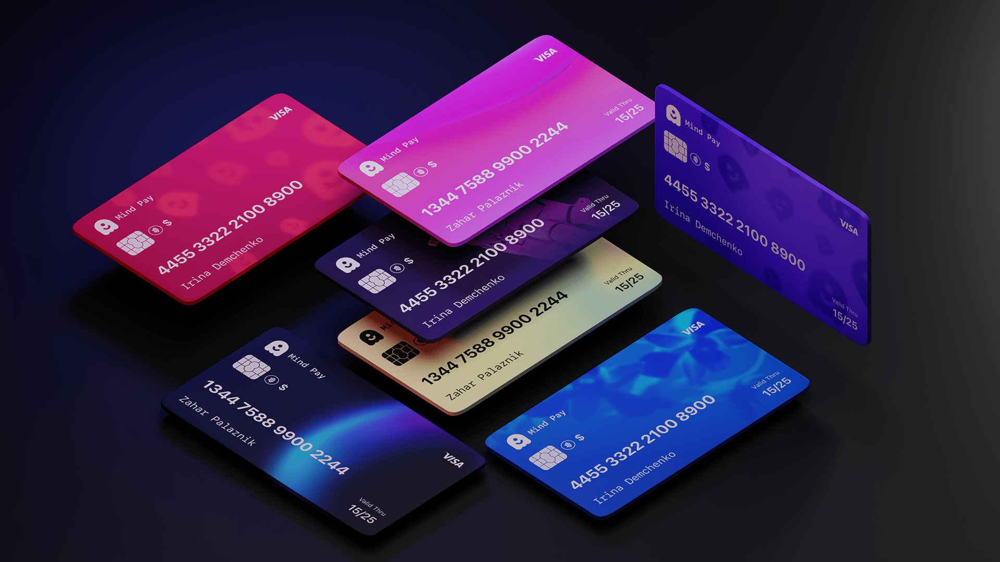 VISA
Mind Pay
$
4455 3322 2100 8900
Irina Demchenko
VISA
Valid Thru
15/25
Mind Pay
$
1344 7588 9900 2244
Zahar Palaznik
Mind Pay
$
4455 3322 2100 8900
Irina Demchenko
VISA
Valid Thru
15/25
Mind Pay
$
4455 3322 2100 8900
Irina Demchenko
Valid Thru
15/25
1344 7588 9900 2244
Zahar Palaznik
Valid Thru
15/25
Mind Pay
$
1344 7588 9900 2244
Zahar Palaznik
VISA
Valid Thru
15/25
VISA
Valid Thru
15/25
Mind Pay
$
4455 3322 2100 8900
Irina Demchenko